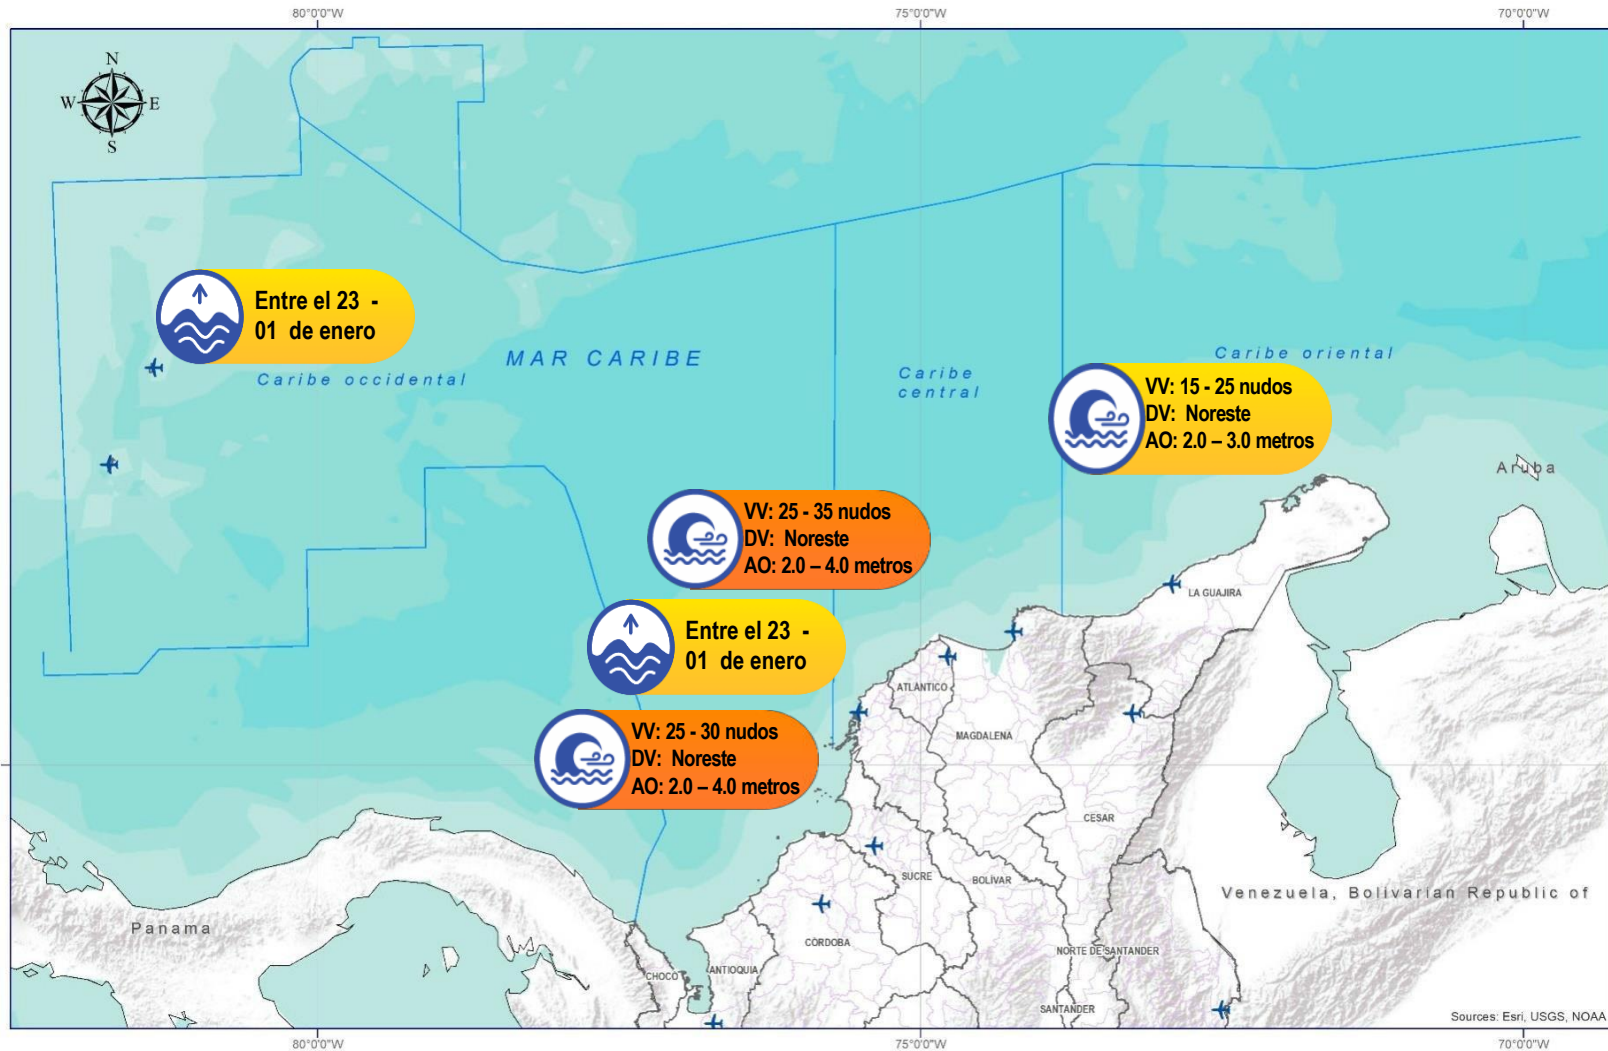 80°0'0"W
75°0'0"W
70°0'0"W
N
W
E
S
Entre el 23 -
01 de enero
MAR CARIBE
Caribe occidental
Caribe
central
Caribe oriental
VV: 15 - 25 nudos
DV: Noreste
AO: 2.0 – 3.0 metros
Aruba
VV: 25 - 35 nudos
DV: Noreste
AO: 2.0 – 4.0 metros
LA GUAJIRA
Entre el 23 -
01 de enero
ATLÁNTICO
MAGDALENA
VV: 25 - 30 nudos
DV: Noreste
AO: 2.0 – 4.0 metros
CESAR
SUCRE
BOLÍVAR
Venezuela, Bolivarian Republic of
Panama
CÓRDOBA
NORTE DE SANTANDER
CHOCÓ
ANTIOQUIA
SANTANDER
Sources: Esri, USGS, NOAA
80°0'0"W
75°0'0"W
70°0'0"W